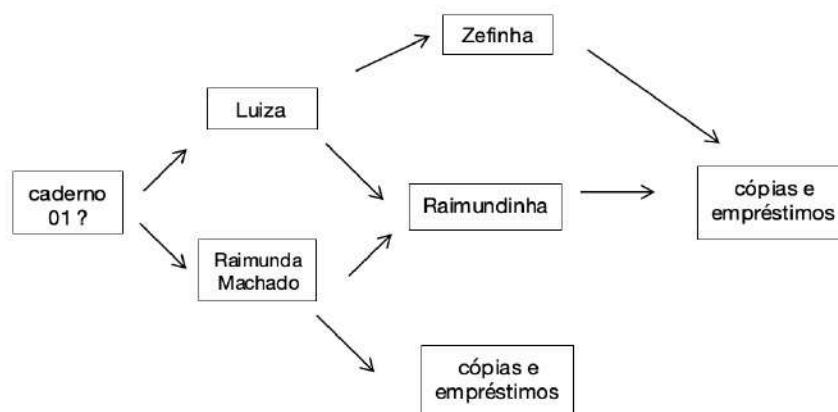 Zefinha
Luiza
caderno
01 ?
Raimundinha
cópias e
empréstimos
Raimunda
Machado
cópias e
empréstimos